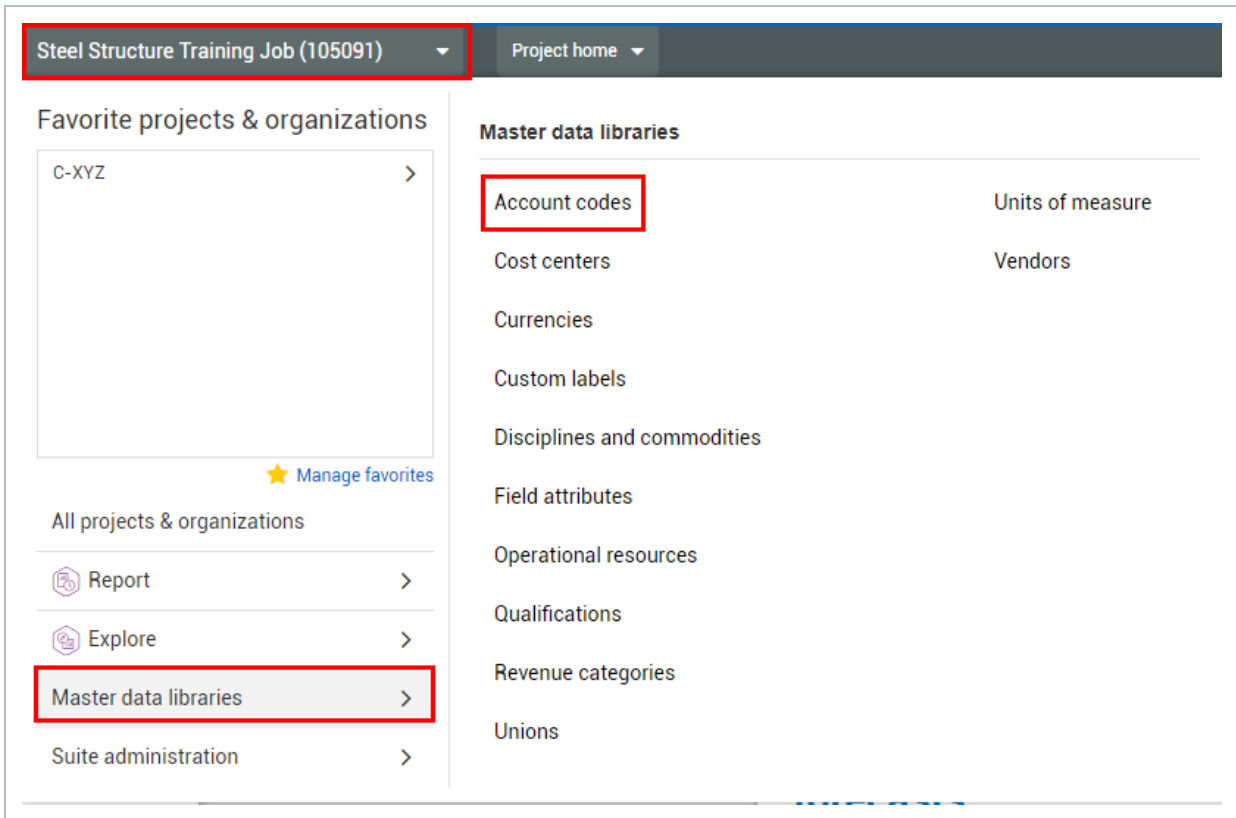 Steel Structure Training Job (105091)
Project home
Favorite projects & organizations
C-XYZ
Manage favorites
All projects & organizations
Report
Explore
Master data libraries
Suite administration
Master data libraries
Account codes
Cost centers
Currencies
Custom labels
Disciplines and commodities
Field attributes
Operational resources
Qualifications
Revenue categories
Unions
Units of measure
Vendors